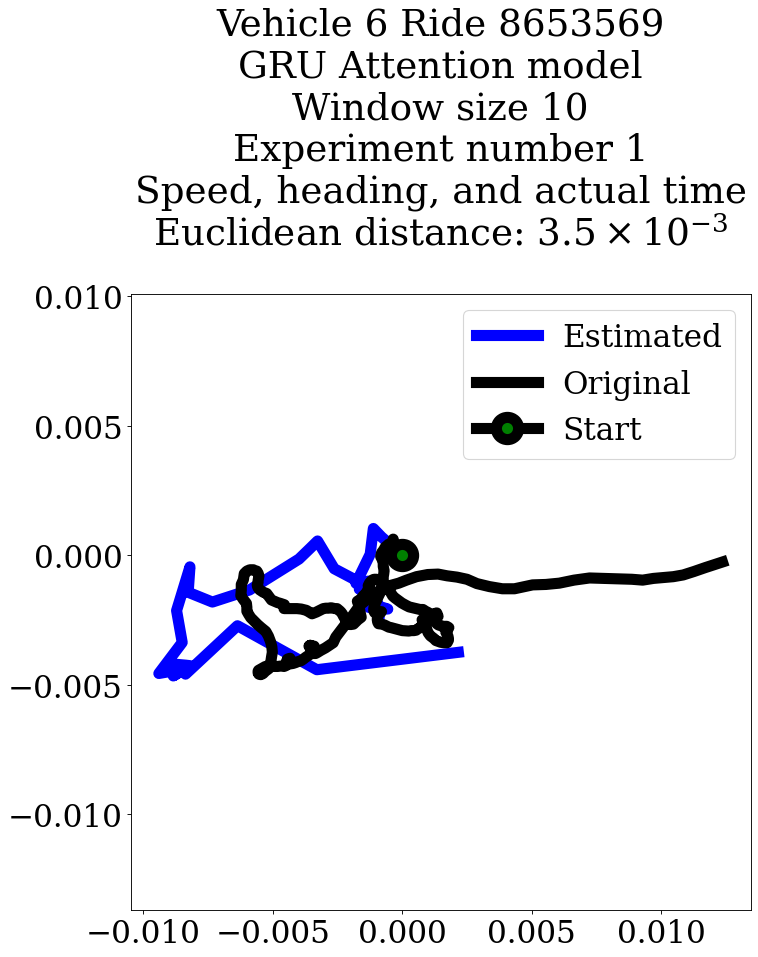 Vehicle 6 Ride 8653569
GRU Attention model
Window size 10
Experiment number 1
Speed, heading, and actual time
Euclidean distance: 3.5 × 10⁻³
0.010
0.005
0.000
−0.005
−0.010
Estimated
Original
Start
−0.010 −0.005 0.000 0.005 0.010